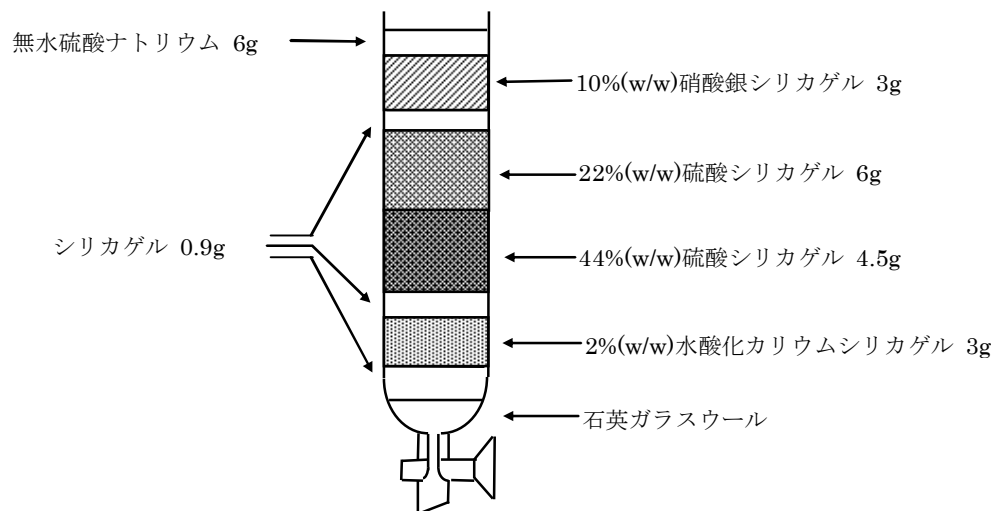 無水硫酸ナトリウム 6g
10%(w/w)硝酸銀シリカゲル 3g
22%(w/w)硫酸シリカゲル 6g
シリカゲル 0.9g
44%(w/w)硫酸シリカゲル 4.5g
2%(w/w)水酸化カリウムシリカゲル 3g
石英ガラスウール